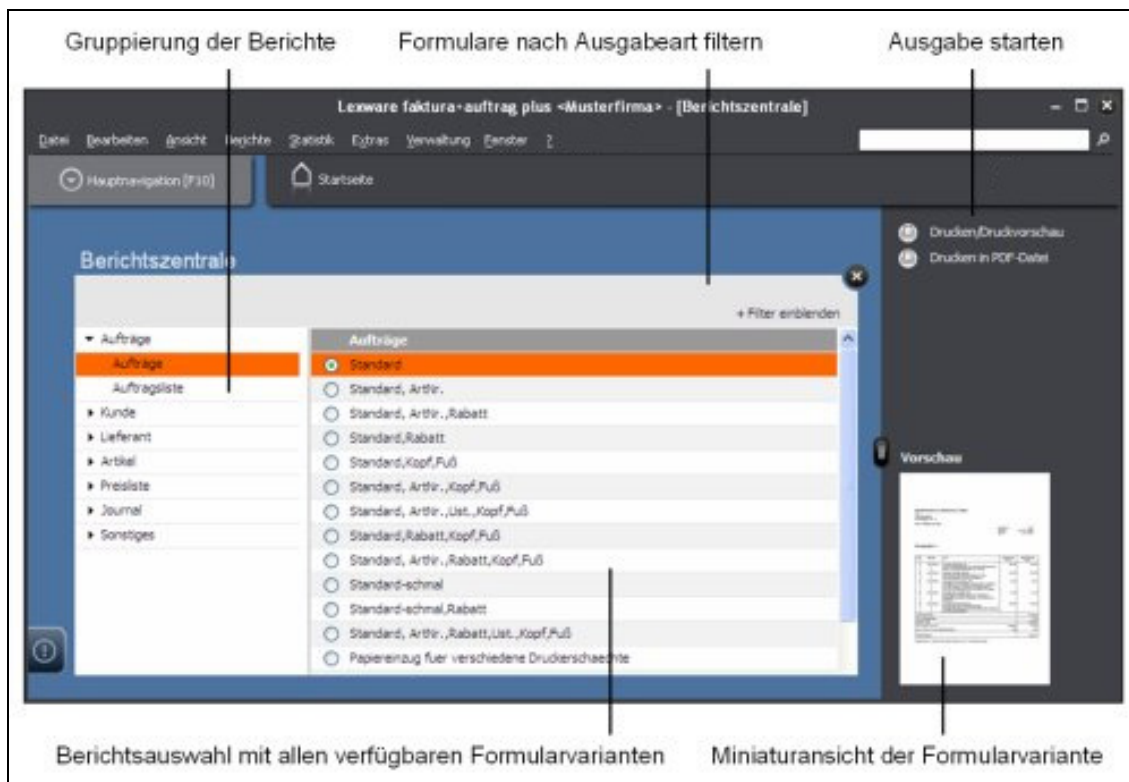 Gruppierung der Berichte
Formulare nach Ausgabeart filtern
Ausgabe starten
Lexware faktura+auftrag plus <Musterfirma> - [Berichtszentrale]
Datei Bearbeiten Ansicht Berichte Statistik Extras Verwaltung Fenster ?
Hauptnavigation [F10]
Startseite
Drucken/Druckvorschau
Drucken in PDF-Datei
Berichtszentrale
+ Filter einblenden
Aufträge
Aufträge
Auftragsliste
Kunde
Lieferant
Artikel
Preisliste
Journal
Sonstiges
Aufträge
Standard
Standard, ArtNr.
Standard, ArtNr.,Rabatt
Standard,Rabatt
Standard,Kopf,Fuß
Standard, ArtNr.,Kopf,Fuß
Standard, ArtNr.,Ust.,Kopf,Fuß
Standard,Rabatt,Kopf,Fuß
Standard, ArtNr.,Rabatt,Kopf,Fuß
Standard-schmal
Standard-schmal,Rabatt
Standard, ArtNr.,Rabatt,Ust.,Kopf,Fuß
Papiereinzug fuer verschiedene Druckerschaechte
Vorschau
Berichtsauswahl mit allen verfügbaren Formularvarianten
Miniaturansicht der Formularvariante